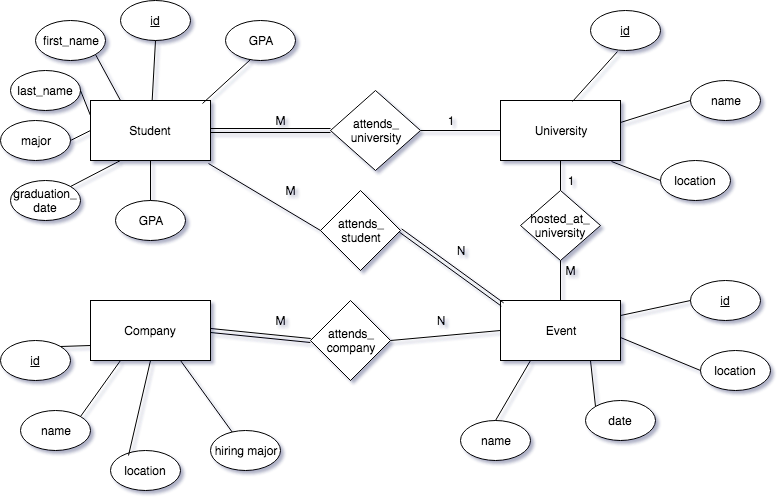 id
first_name
GPA
id
last_name
name
Student
M
attends_
university
1
University
major
location
graduation_
date
GPA
M
attends_
student
1
hosted_at_
university
N
M
id
Company
M
attends_
company
N
Event
id
location
name
date
name
hiring major
location